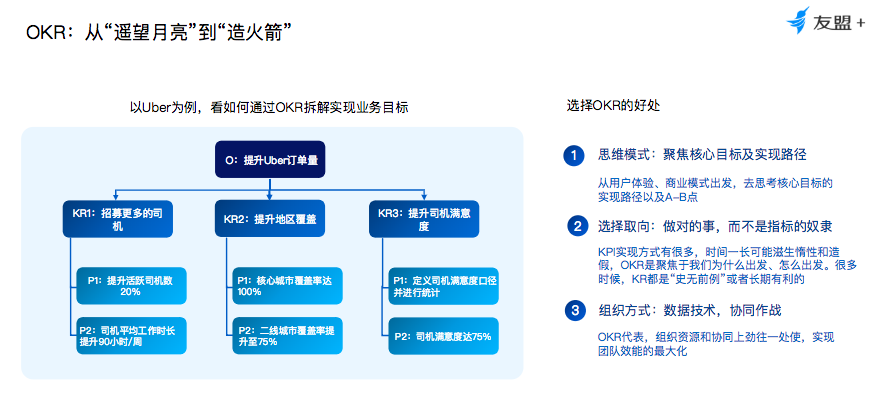 OKR：从“遥望月亮”到“造火箭”
友盟+
以Uber为例，看如何通过OKR拆解实现业务目标
O：提升Uber订单量
KR1：招募更多的司
机
KR2：提升地区覆盖
KR3：提升司机满意
度
P1：提升活跃司机数
20%
P1：核心城市覆盖率达
100%
P1：定义司机满意度口径
并进行统计
P2：司机平均工作时长
提升90小时/周
P2：二线城市覆盖率提
升至75%
P2：司机满意度达75%
选择OKR的好处
1 思维模式：聚焦核心目标及实现路径
从用户体验、商业模式出发，去思考核心目标的
实现路径以及A-B点
2 选择取向：做对的事，而不是指标的奴隶
KPI实现方式有很多，时间一长可能滋生惰性和造
假，OKR是聚焦于我们为什么出发、怎么出发。很多
时候，KR都是“史无前例”或者长期有利的
3 组织方式：数据技术，协同作战
OKR代表，组织资源和协同上劲往一处使，实现
团队效能的最大化